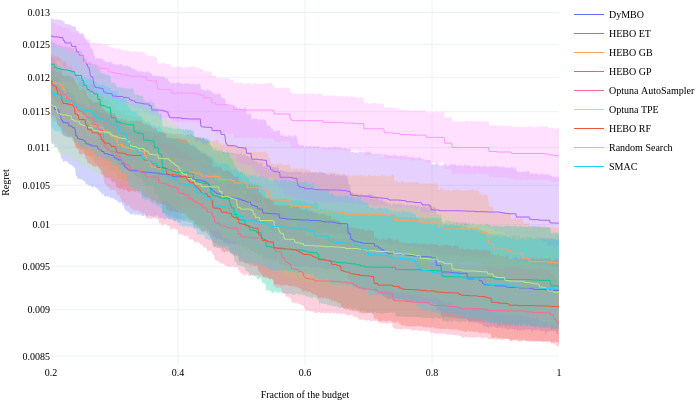 0.013
0.0125
0.012
0.0115
0.011
0.0105
0.01
0.0095
0.009
0.0085
Regret
0.2
0.4
0.6
0.8
1
Fraction of the budget
DyMBO
HEBO ET
HEBO GB
HEBO GP
Optuna AutoSampler
Optuna TPE
HEBO RF
Random Search
SMAC